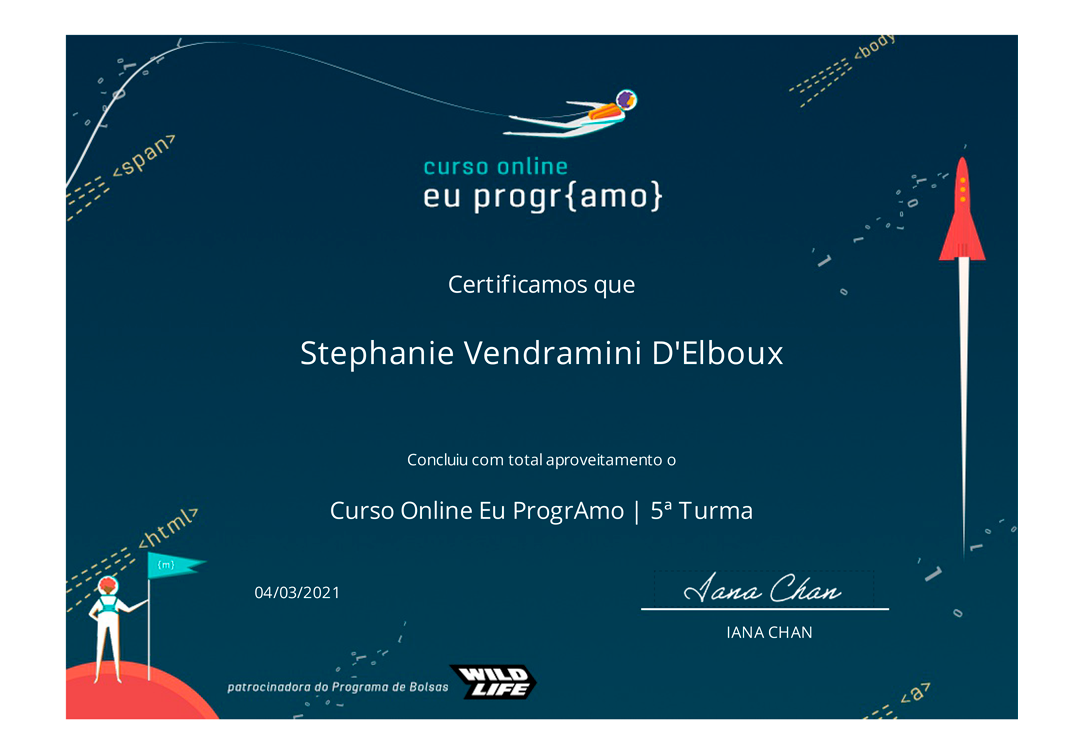 <body
<span>
curso online
eu progr{amo}
Certificamos que
Stephanie Vendramini D'Elboux
Concluiu com total aproveitamento o
Curso Online Eu ProgrAmo | 5ª Turma
<html>
{m}
04/03/2021
Iana Chan
IANA CHAN
patrocinadora do Programa de Bolsas
WILD
LIFE
<a>